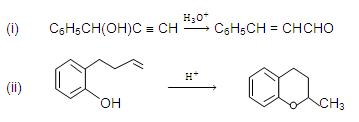 (i) C₆H₅CH(OH)C ≡ CH H₃O⁺ C₆H₅CH = CHCHO
(ii) OH H⁺ O CH₃